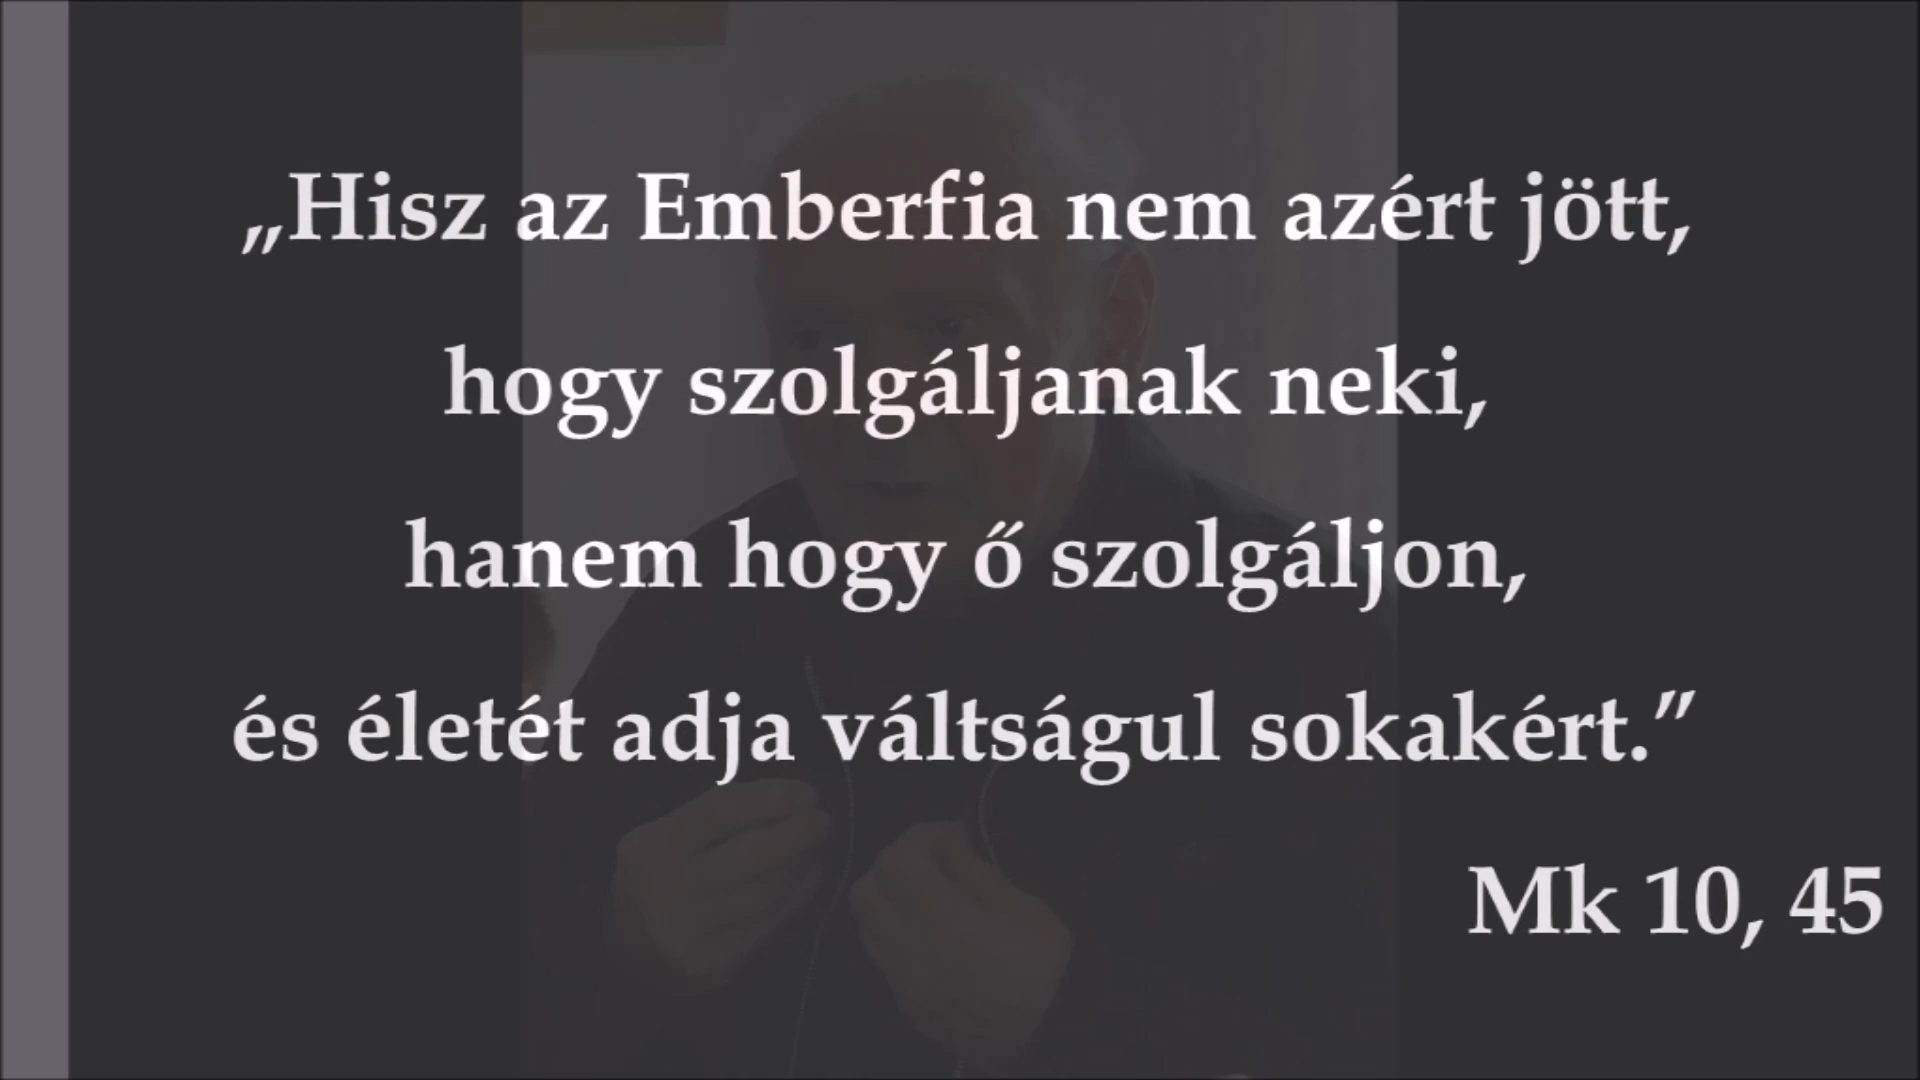 „Hisz az Emberfia nem azért jött,
hogy szolgáljanak neki,
hanem hogy ő szolgáljon,
és életét adja váltságul sokakért.”
Mk 10, 45